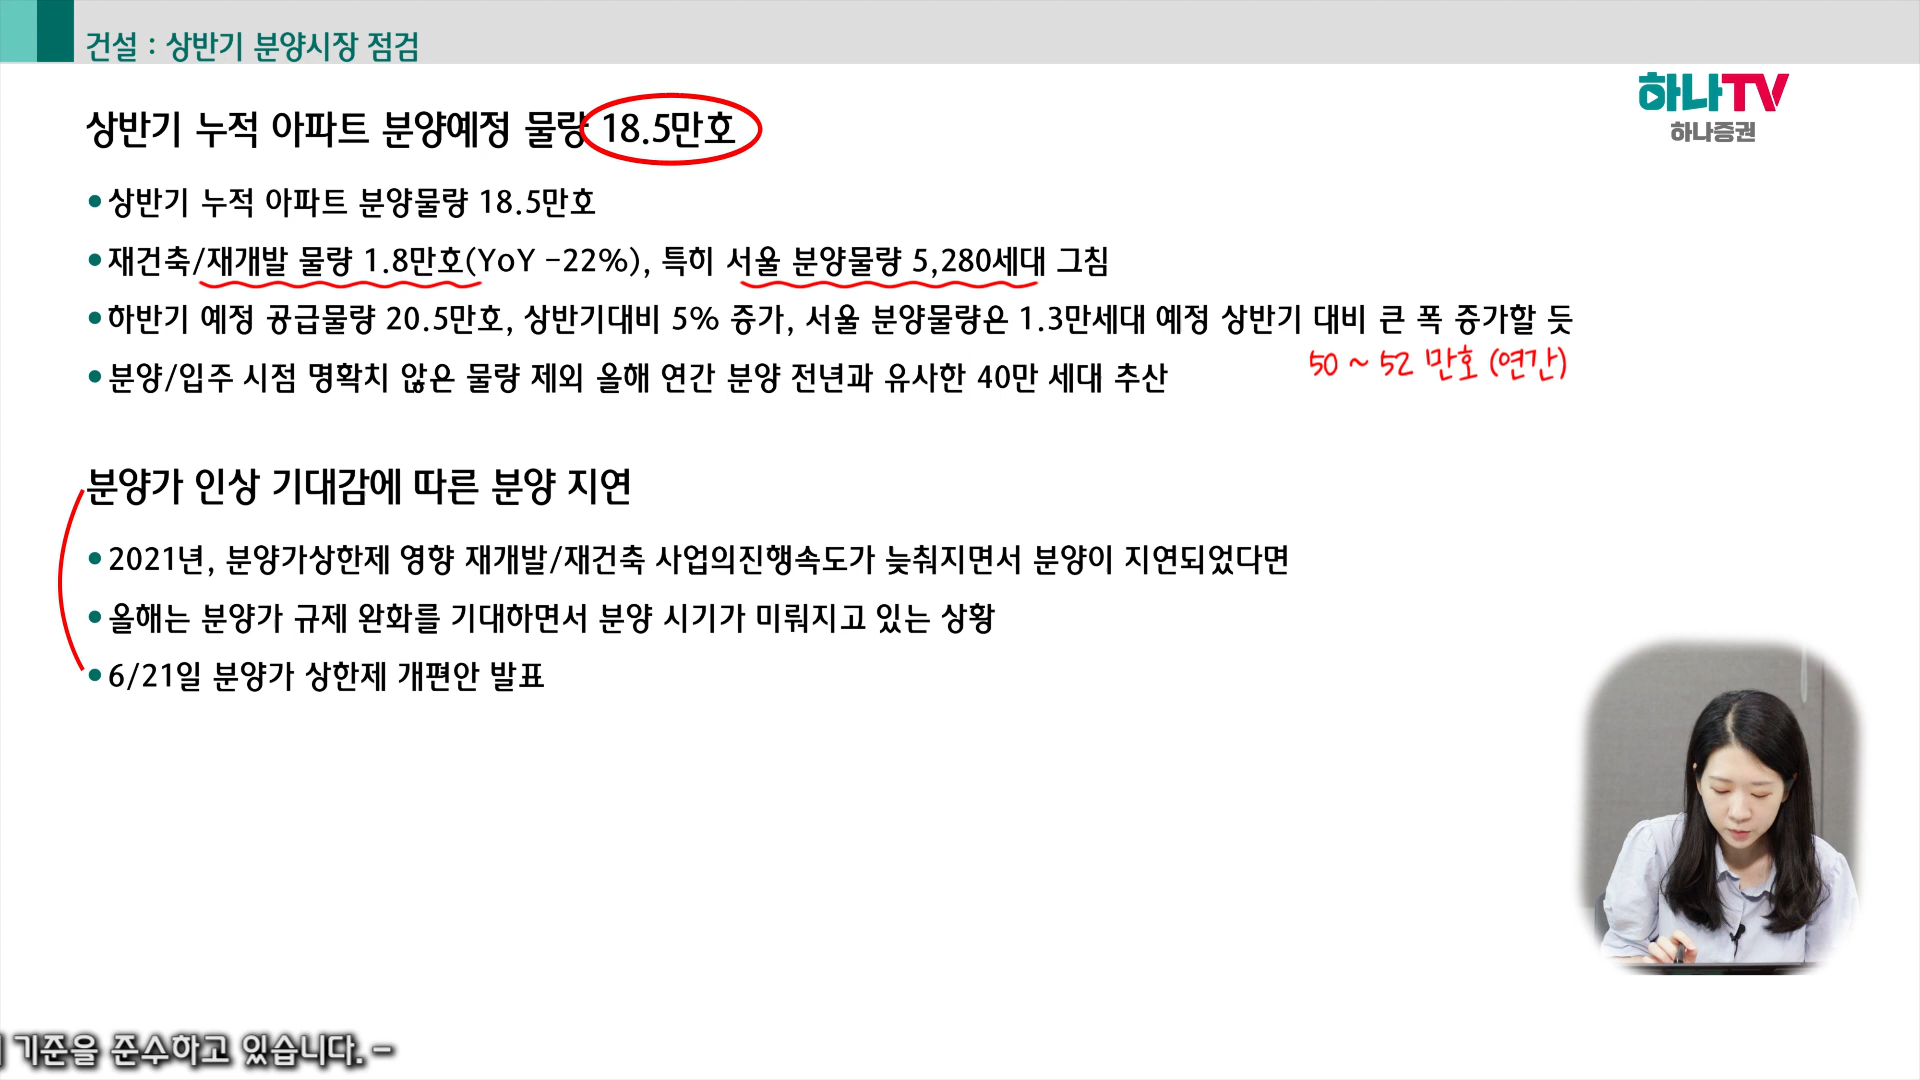 건설 : 상반기 분양시장 점검
하나TV
하나증권
상반기 누적 아파트 분양예정 물량 18.5만호
•상반기 누적 아파트 분양물량 18.5만호
•재건축/재개발 물량 1.8만호(YoY -22%), 특히 서울 분양물량 5,280세대 그침
•하반기 예정 공급물량 20.5만호, 상반기대비 5% 증가, 서울 분양물량은 1.3만세대 예정 상반기 대비 큰 폭 증가할 듯
50 ~ 52 만호 (연간)
•분양/입주 시점 명확치 않은 물량 제외 올해 연간 분양 전년과 유사한 40만 세대 추산
분양가 인상 기대감에 따른 분양 지연
•2021년, 분양가상한제 영향 재개발/재건축 사업의진행속도가 늦춰지면서 분양이 지연되었다면
•올해는 분양가 규제 완화를 기대하면서 분양 시기가 미뤄지고 있는 상황
•6/21일 분양가 상한제 개편안 발표
기준을 준수하고 있습니다. -